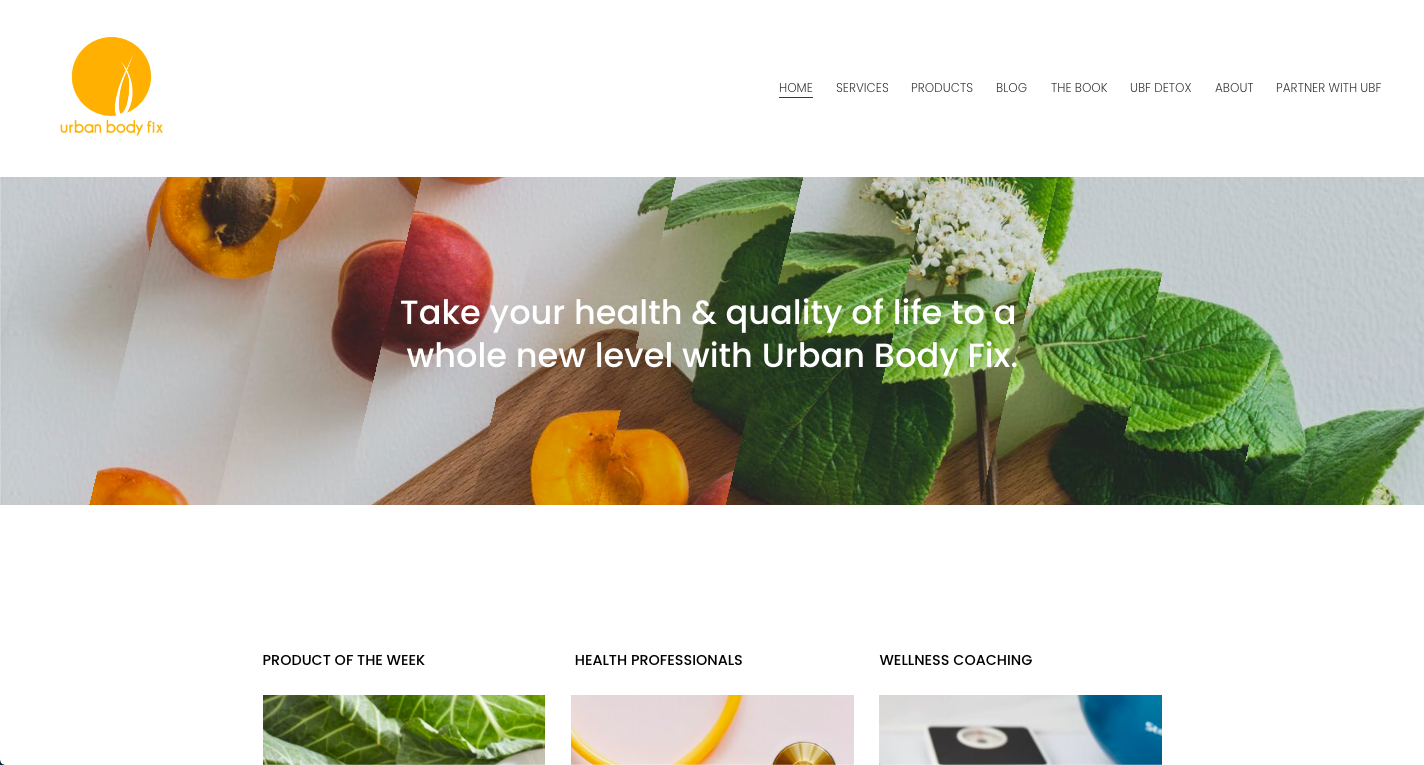 urban body fix
HOME SERVICES PRODUCTS BLOG THE BOOK UBF DETOX ABOUT PARTNER WITH UBF
Take your health & quality of life to a
whole new level with Urban Body Fix.
PRODUCT OF THE WEEK
HEALTH PROFESSIONALS
WELLNESS COACHING